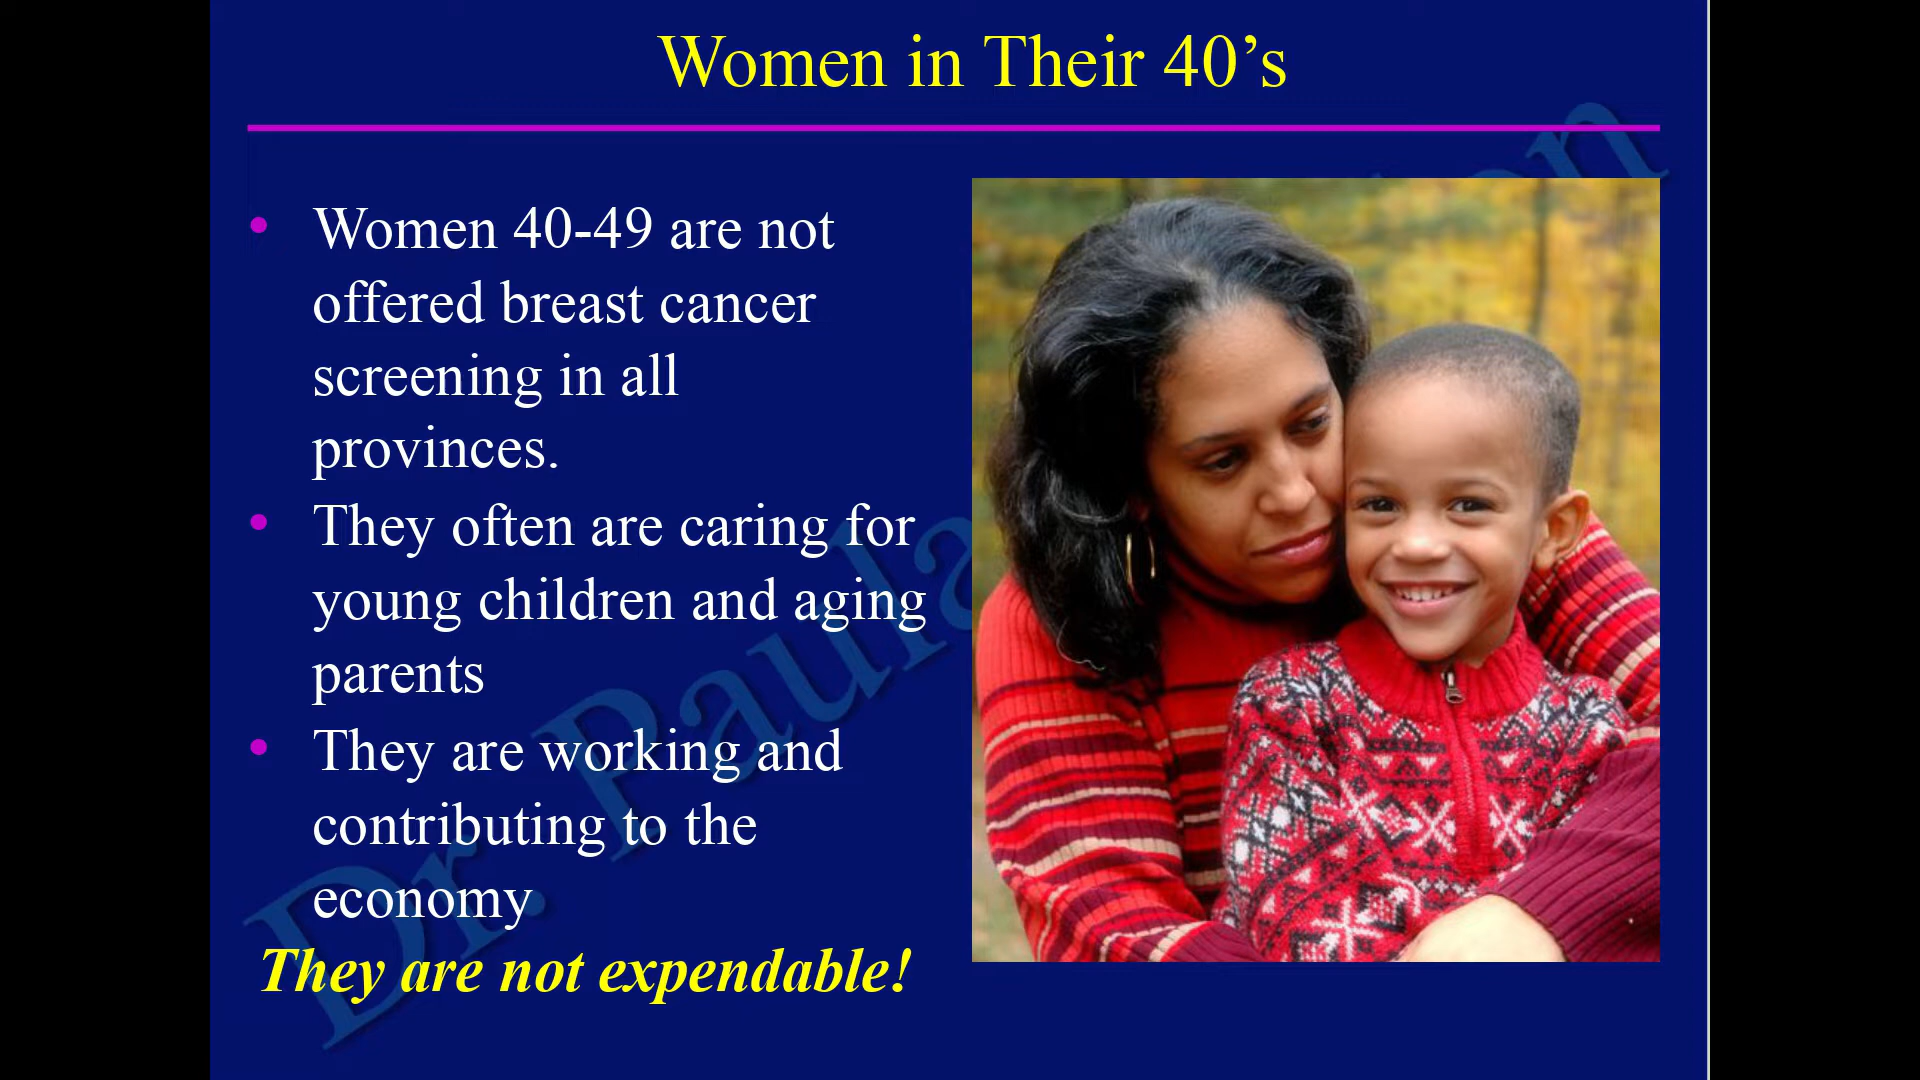 Women in Their 40’s
• Women 40-49 are not
offered breast cancer
screening in all
provinces.
• They often are caring for
young children and aging
parents
• They are working and
contributing to the
economy
They are not expendable!
Dr. Paula